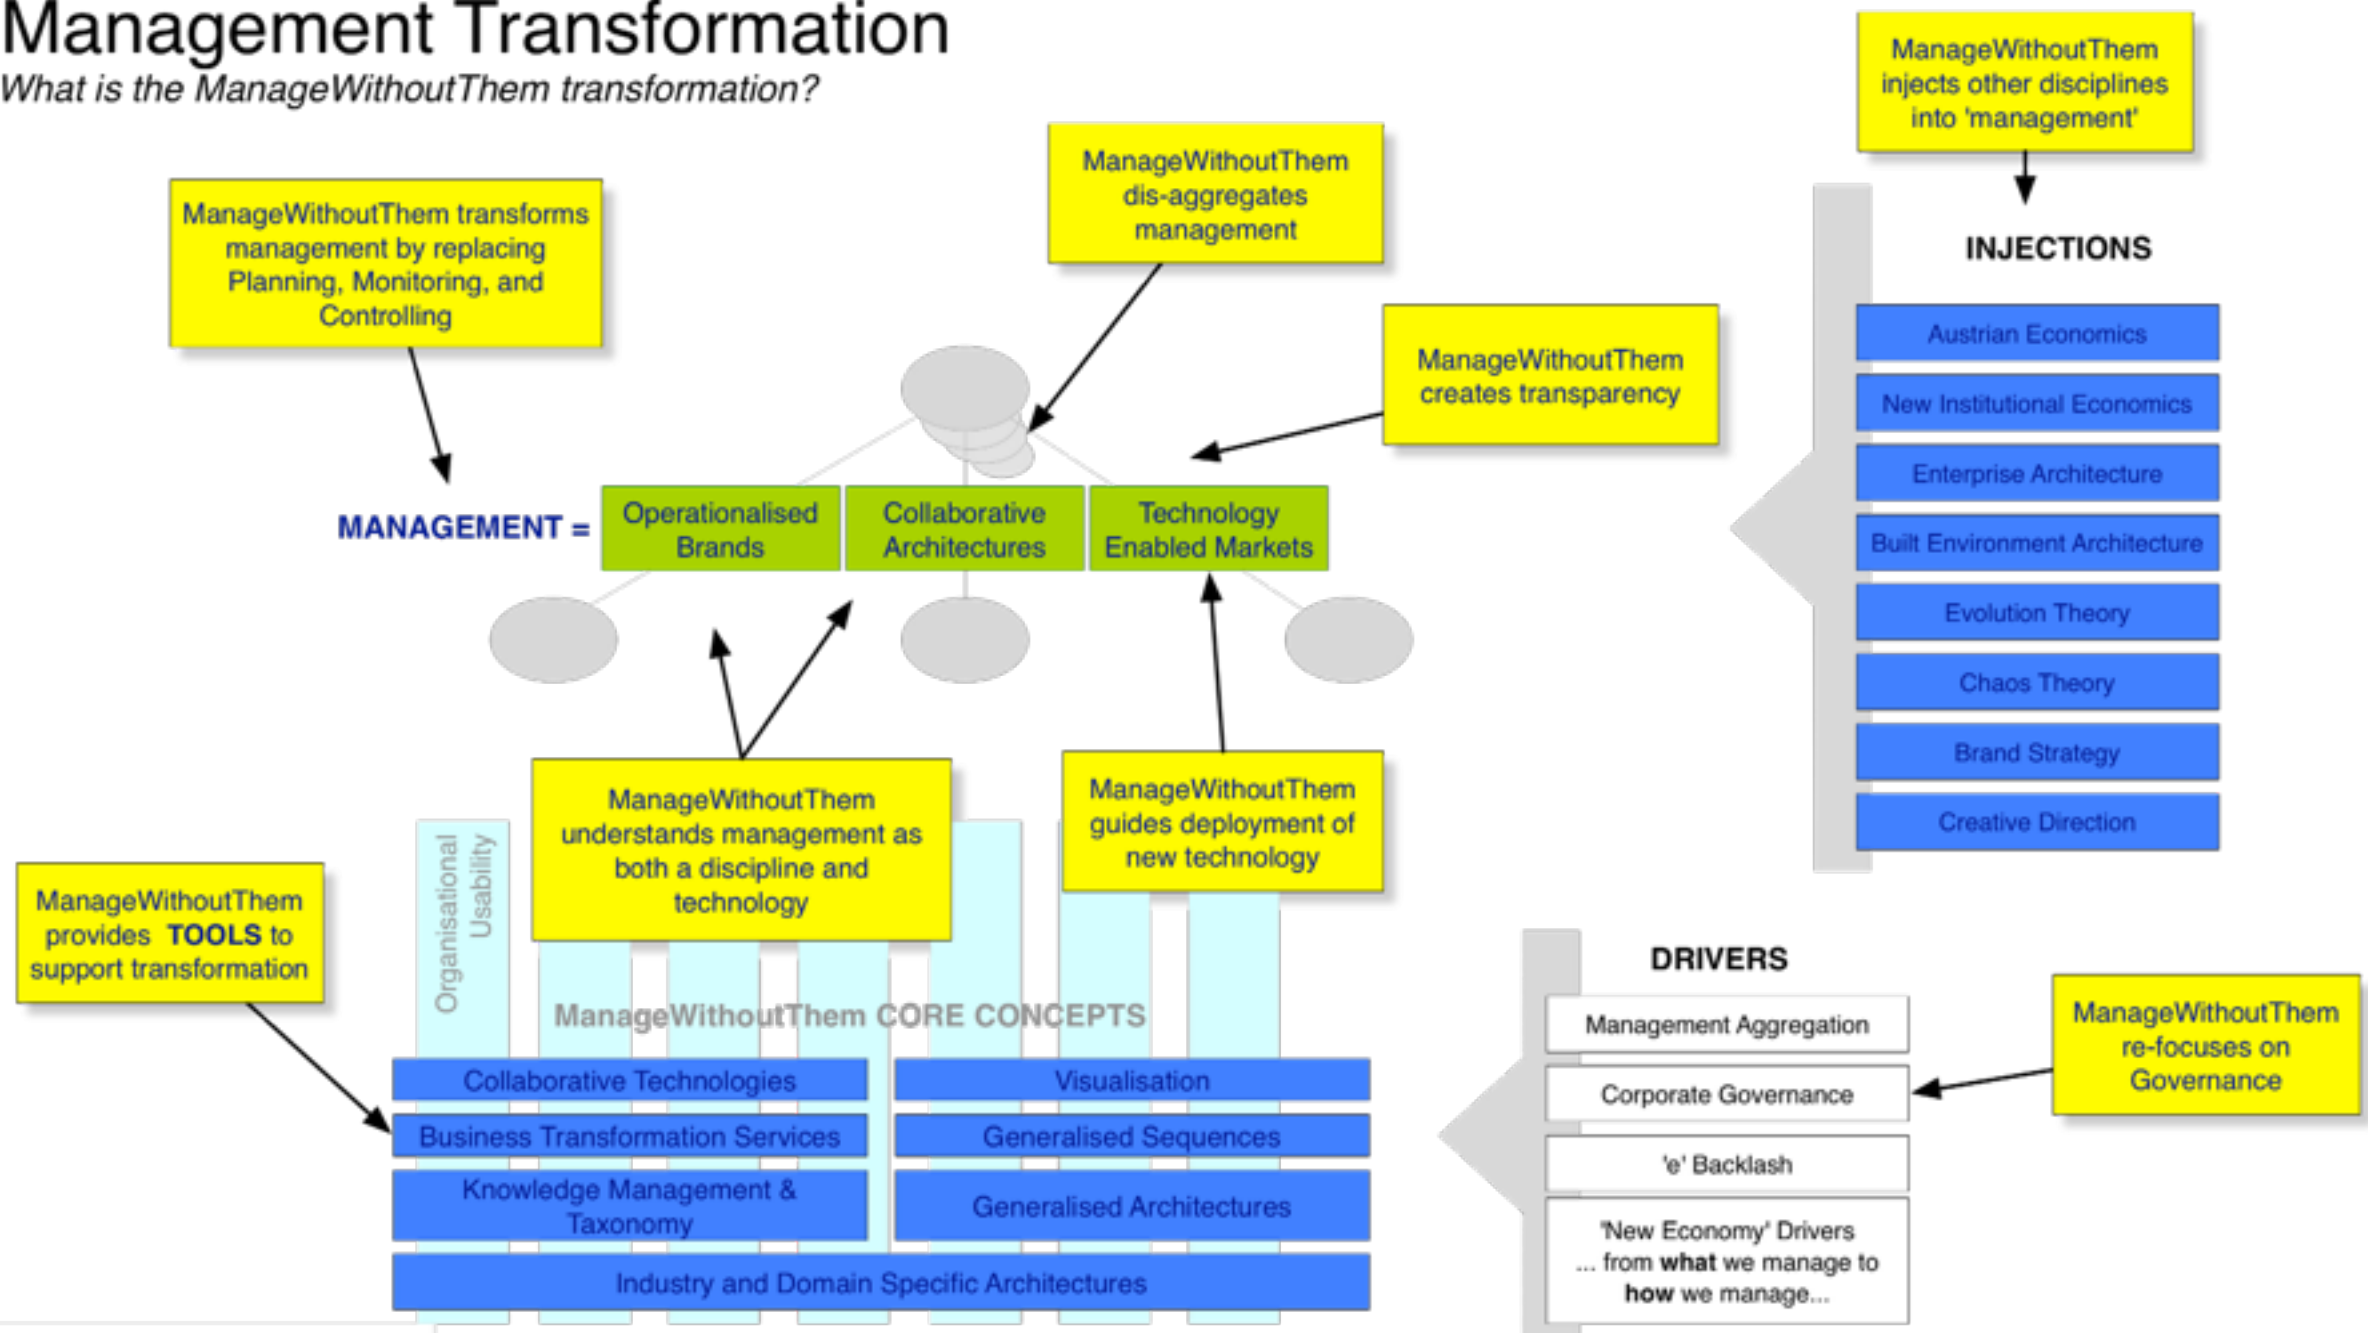 Management Transformation
What is the ManageWithoutThem transformation?
ManageWithoutThem
injects other disciplines
into 'management'
ManageWithoutThem
dis-aggregates
management
ManageWithoutThem transforms
management by replacing
Planning, Monitoring, and
Controlling
ManageWithoutThem
creates transparency
MANAGEMENT =
Operationalised
Brands
Collaborative
Architectures
Technology
Enabled Markets
INJECTIONS
Austrian Economics
New Institutional Economics
Enterprise Architecture
Built Environment Architecture
Evolution Theory
Chaos Theory
Brand Strategy
Creative Direction
ManageWithoutThem
understands management as
both a discipline and
technology
ManageWithoutThem
guides deployment of
new technology
ManageWithoutThem
provides TOOLS to
support transformation
Organisational
Usability
ManageWithoutThem CORE CONCEPTS
Collaborative Technologies
Visualisation
Business Transformation Services
Generalised Sequences
Knowledge Management &
Taxonomy
Generalised Architectures
Industry and Domain Specific Architectures
DRIVERS
Management Aggregation
Corporate Governance
'e' Backlash
'New Economy' Drivers
... from what we manage to
how we manage...
ManageWithoutThem
re-focuses on
Governance